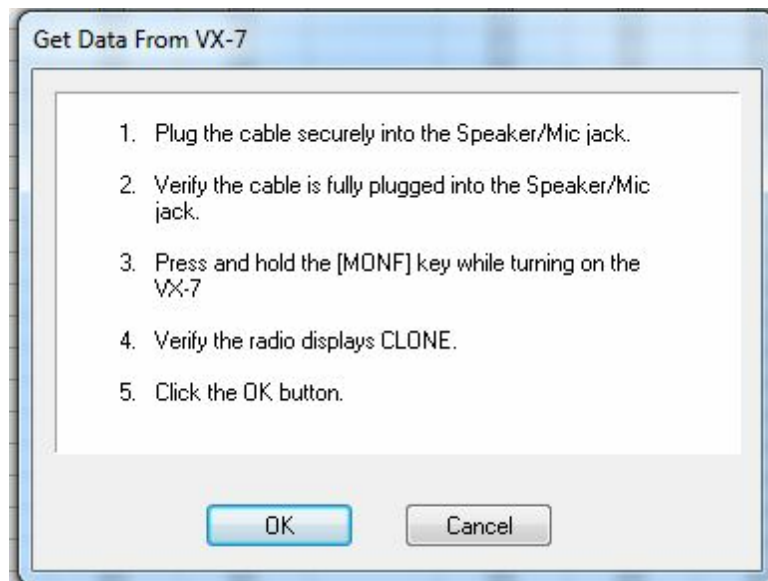 Get Data From VX-7
1. Plug the cable securely into the Speaker/Mic jack.
2. Verify the cable is fully plugged into the Speaker/Mic
jack.
3. Press and hold the [MONF] key while turning on the
VX-7
4. Verify the radio displays CLONE.
5. Click the OK button.
OK
Cancel